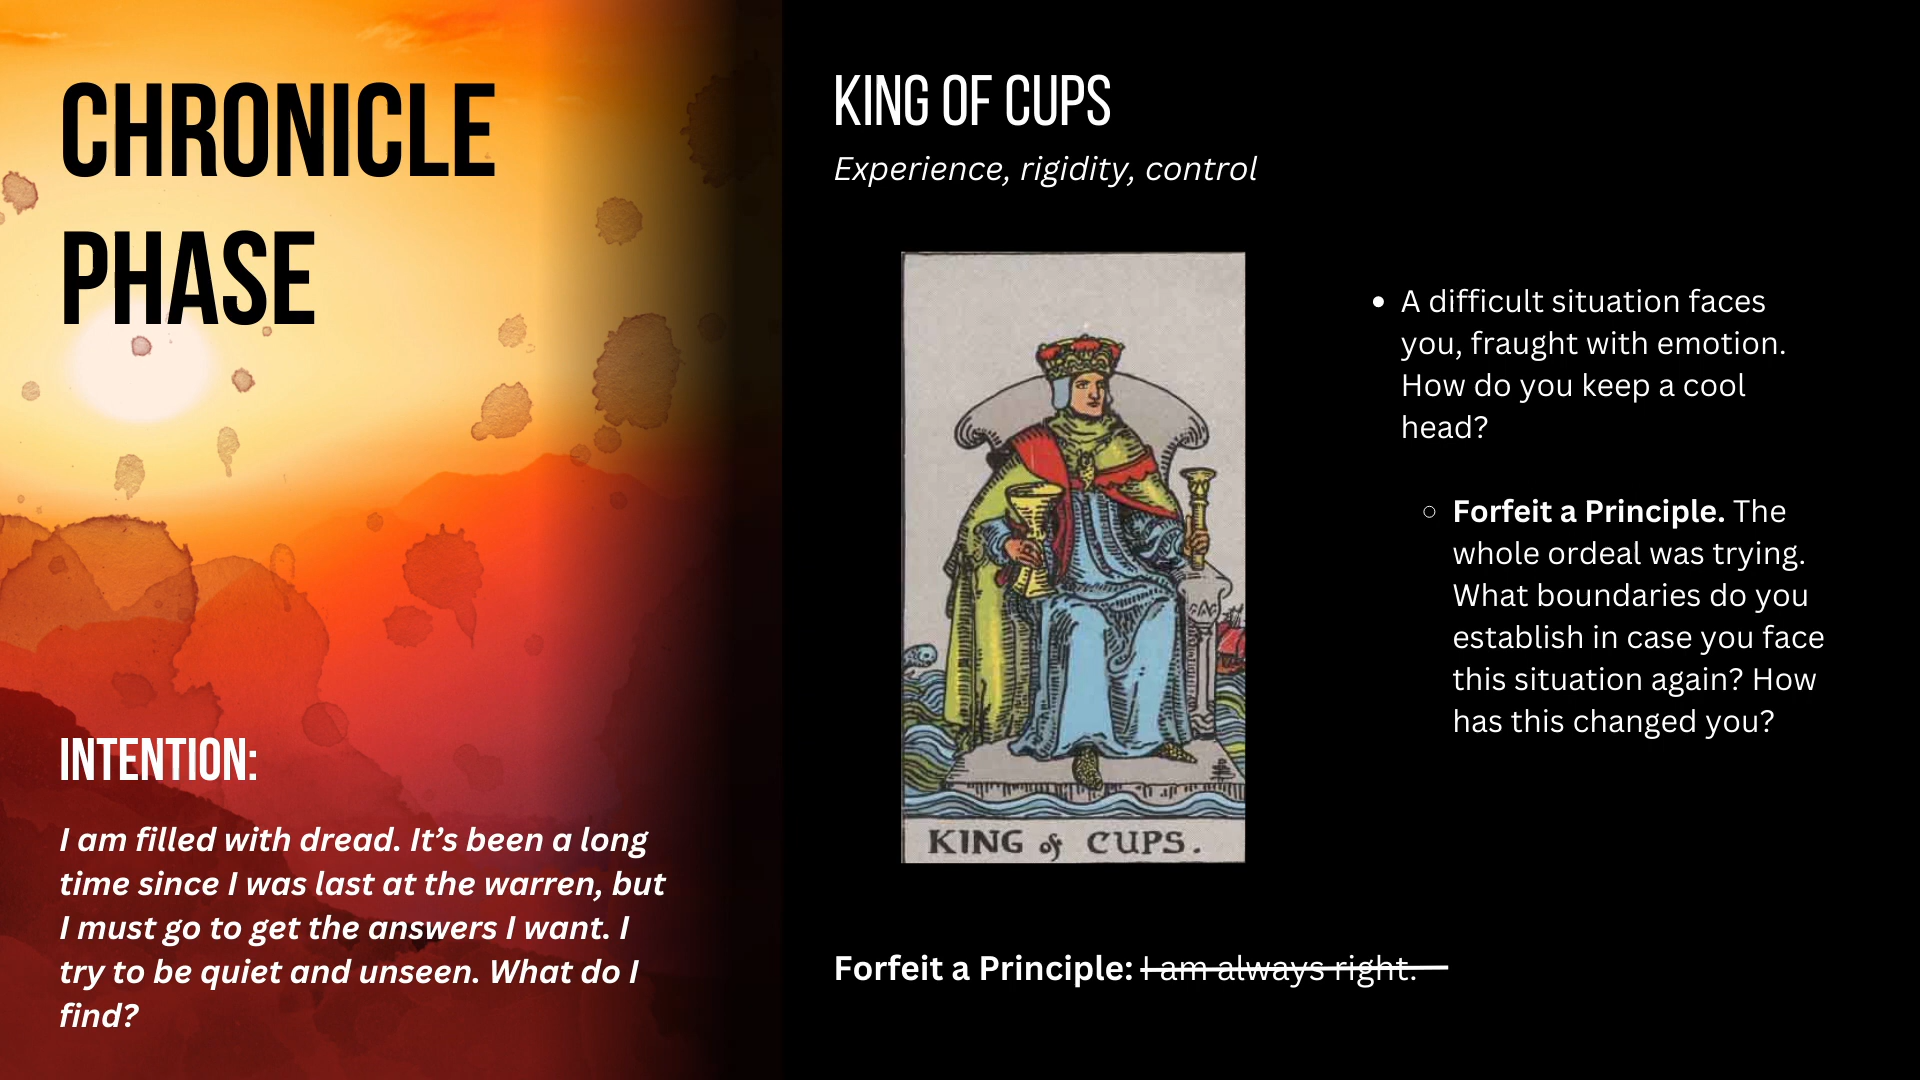 CHRONICLE
PHASE
INTENTION:
I am filled with dread. It’s been a long
time since I was last at the warren, but
I must go to get the answers I want. I
try to be quiet and unseen. What do I
find?
KING OF CUPS
Experience, rigidity, control
KING of CUPS.
• A difficult situation faces
you, fraught with emotion.
How do you keep a cool
head?
○ Forfeit a Principle. The
whole ordeal was trying.
What boundaries do you
establish in case you face
this situation again? How
has this changed you?
Forfeit a Principle: I am always right.